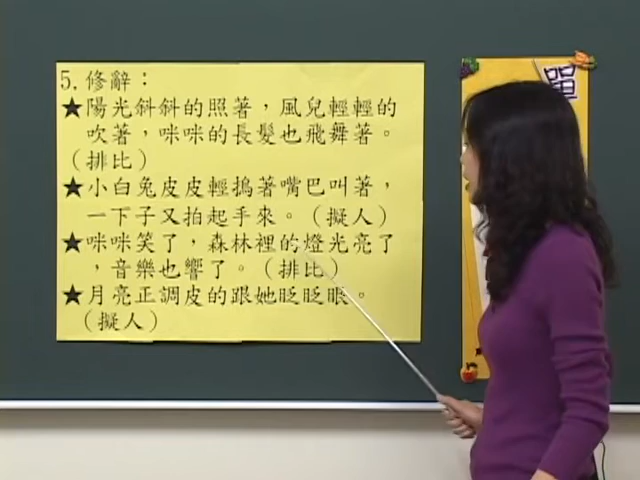 5. 修辭：
★陽光斜斜的照著，風兒輕輕的
吹著，咪咪的長髮也飛舞著。
（排比）
★小白兔皮皮輕摀著嘴巴叫著，
一下子又拍起手來。（擬人）
★咪咪笑了，森林裡的燈光亮了
，音樂也響了。（排比）
★月亮正調皮的跟她眨眨眼。
（擬人）
單